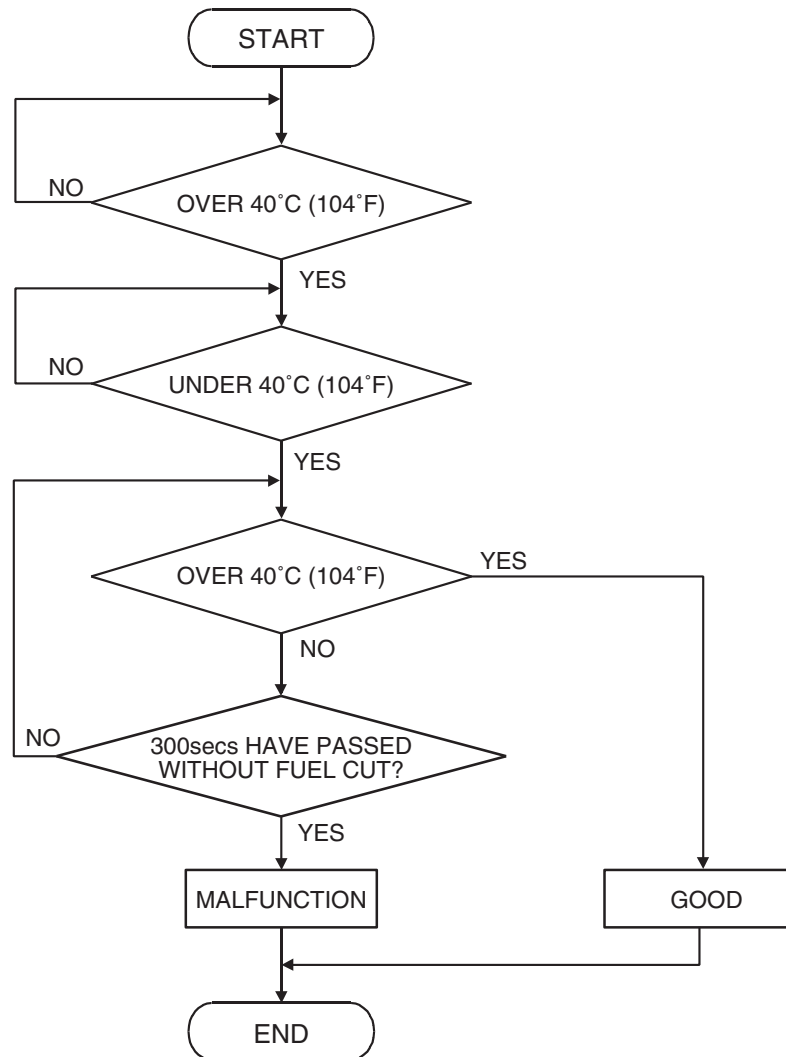 START
NO
OVER 40˚C (104˚F)
YES
NO
UNDER 40˚C (104˚F)
YES
OVER 40˚C (104˚F)
YES
NO
NO
300secs HAVE PASSED
WITHOUT FUEL CUT?
YES
MALFUNCTION
GOOD
END